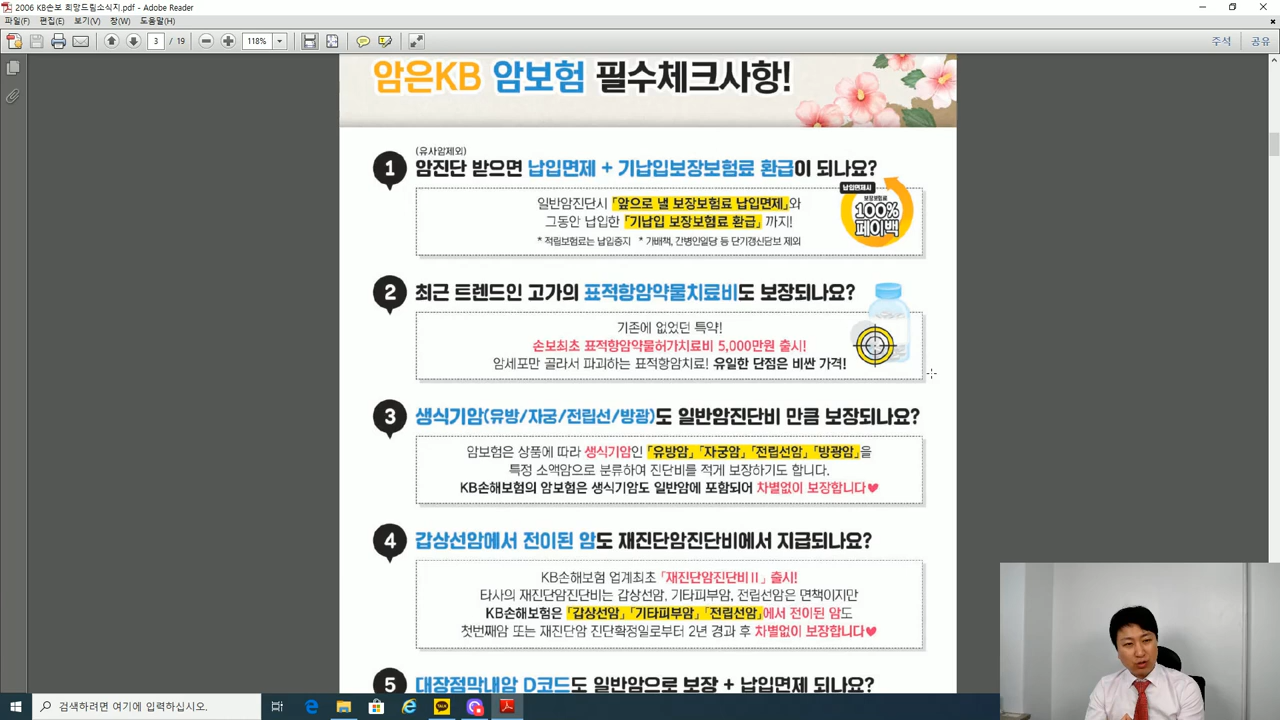 2006 KB손보 희망드림소식지.pdf - Adobe Reader
파일(F) 편집(E) 보기(V) 창(W) 도움말(H)
3 / 19 118% 주석 공유
암은KB 암보험 필수체크사항!
(유사암제외)
1 암진단 받으면 납입면제 + 기납입보장보험료 환급이 되나요?
일반암진단시 「앞으로 낼 보장보험료 납입면제」와
그동안 납입한 「기납입 보장보험료 환급」 까지!
* 적립보험료는 납입중지 * 가배책, 간병인일당 등 단기갱신담보 제외
납입면제시
보장보험료
100%
페이백
2 최근 트렌드인 고가의 표적항암약물치료비도 보장되나요?
기존에 없었던 특약!
손보최초 표적항암약물허가치료비 5,000만원 출시!
암세포만 골라서 파괴하는 표적항암치료! 유일한 단점은 비싼 가격!
3 생식기암(유방/자궁/전립선/방광)도 일반암진단비 만큼 보장되나요?
암보험은 상품에 따라 생식기암인 「유방암」「자궁암」「전립선암」「방광암」을
특정 소액암으로 분류하여 진단비를 적게 보장하기도 합니다.
KB손해보험의 암보험은 생식기암도 일반암에 포함되어 차별없이 보장합니다♥
4 갑상선암에서 전이된 암도 재진단암진단비에서 지급되나요?
KB손해보험 업계최초 「재진단암진단비Ⅱ」 출시!
타사의 재진단암진단비는 갑상선암, 기타피부암, 전립선암은 면책이지만
KB손해보험은 「갑상선암」「기타피부암」「전립선암」에서 전이된 암도
첫번째암 또는 재진단암 진단확정일로부터 2년 경과 후 차별없이 보장합니다♥
5 대장점막내암 D코드도 일반암으로 보장 + 납입면제 되나요?
검색하려면 여기에 입력하십시오.
TALK